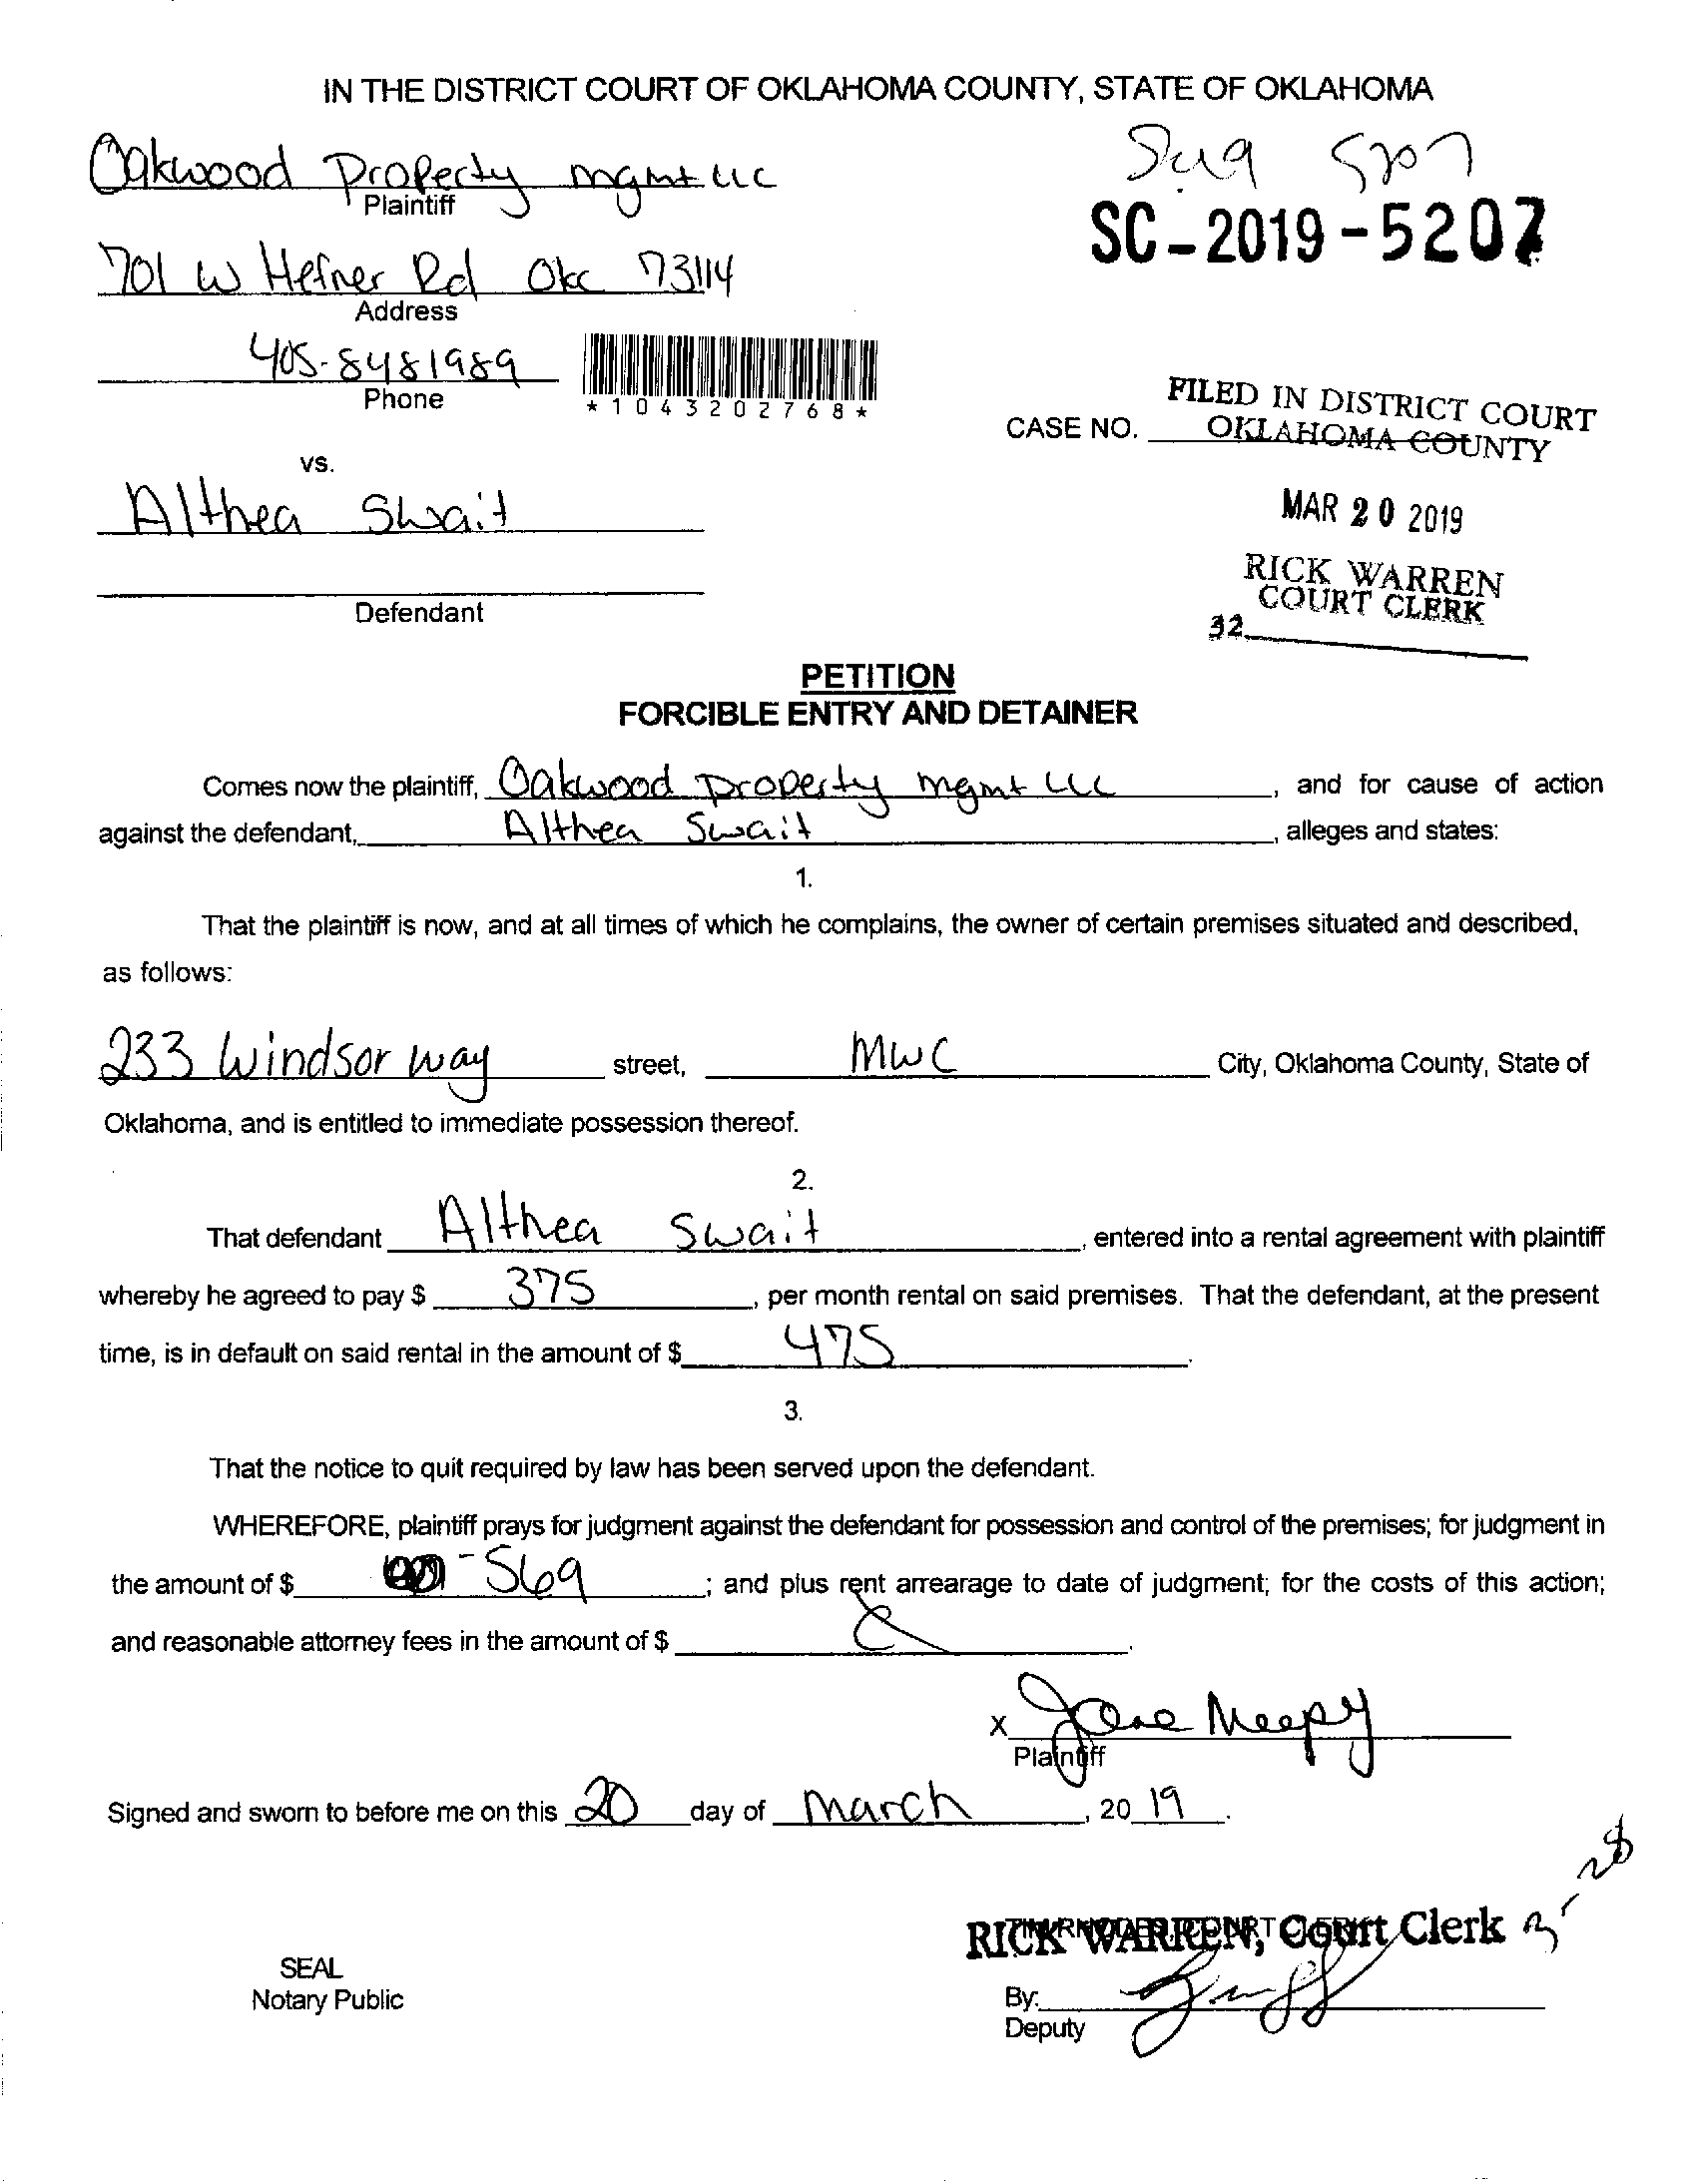 IN THE DISTRICT COURT OF OKLAHOMA COUNTY, STATE OF OKLAHOMA
Oakwood Property mgmt LLC
Plaintiff
SC-2019-5207
701 W Hefner Rd Okc 73114
Address
405-8481989
Phone
*1043202768*
FILED IN DISTRICT COURT
OKLAHOMA COUNTY
CASE NO.
vs.
Althea Swait
MAR 20 2019
RICK WARREN
COURT CLERK
32
Defendant
PETITION
FORCIBLE ENTRY AND DETAINER
Comes now the plaintiff, Oakwood Property mgmt LLC, and for cause of action
against the defendant, Althea Swait, alleges and states:
1.
That the plaintiff is now, and at all times of which he complains, the owner of certain premises situated and described,
as follows:
233 Windsor way street, MWC City, Oklahoma County, State of
Oklahoma, and is entitled to immediate possession thereof.
2.
That defendant Althea Swait, entered into a rental agreement with plaintiff
whereby he agreed to pay $ 375, per month rental on said premises. That the defendant, at the present
time, is in default on said rental in the amount of $ 475.
3.
That the notice to quit required by law has been served upon the defendant.
WHEREFORE, plaintiff prays for judgment against the defendant for possession and control of the premises; for judgment in
the amount of $ 569; and plus rent arrearage to date of judgment; for the costs of this action;
and reasonable attorney fees in the amount of $.
X
Plaintiff
Signed and sworn to before me on this 20 day of March, 20 19.
RICK WARREN, Court Clerk
SEAL
Notary Public
By:
Deputy